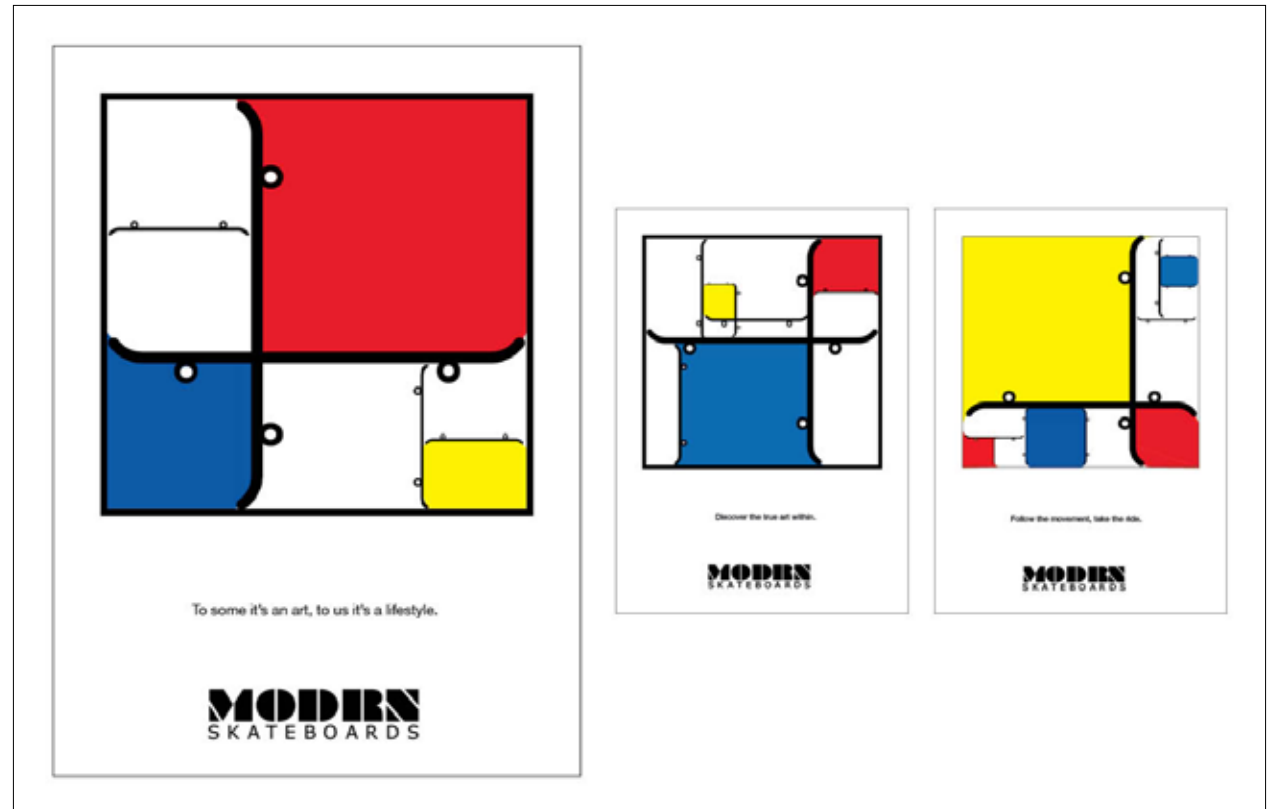 To some it's an art, to us it's a lifestyle.
MODRN
SKATEBOARDS
Discover the true art within.
MODRN
SKATEBOARDS
Follow the movement, take the ride.
MODRN
SKATEBOARDS